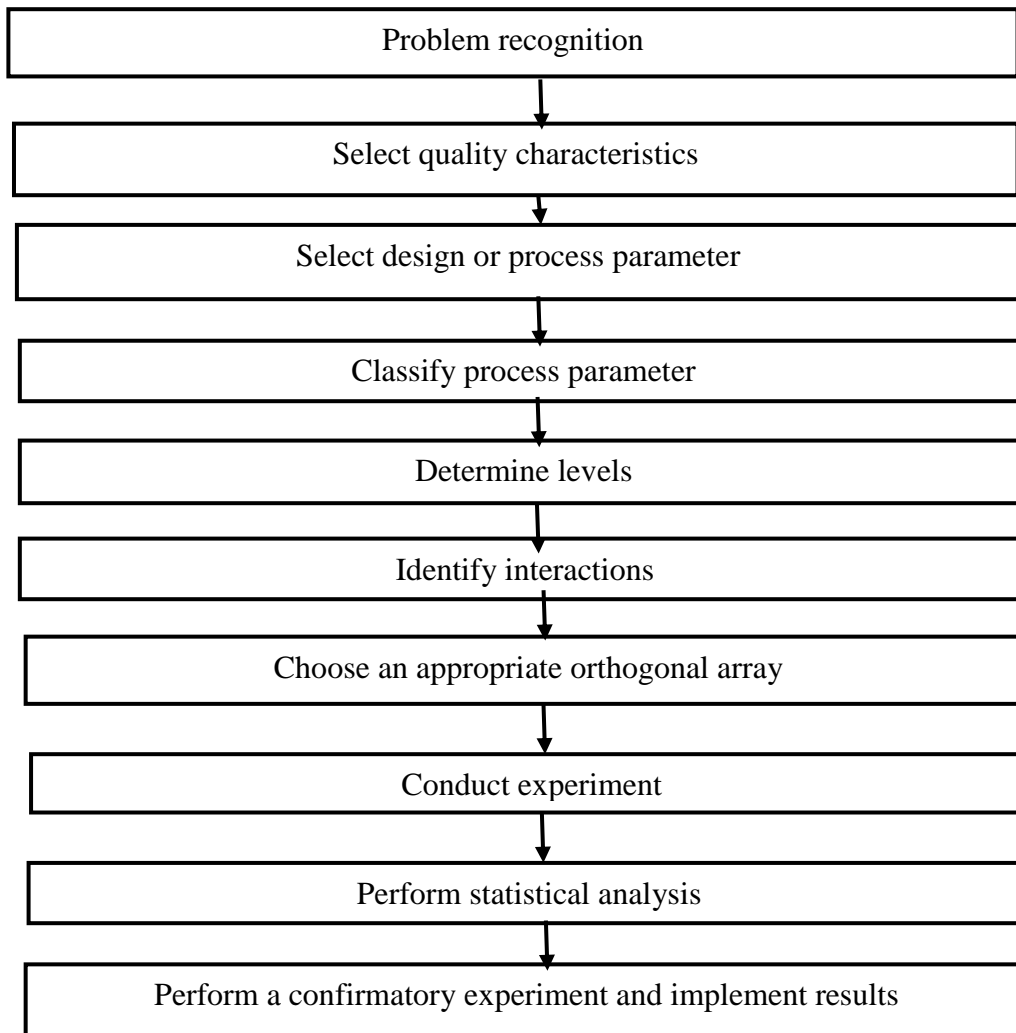 Problem recognition
Select quality characteristics
Select design or process parameter
Classify process parameter
Determine levels
Identify interactions
Choose an appropriate orthogonal array
Conduct experiment
Perform statistical analysis
Perform a confirmatory experiment and implement results